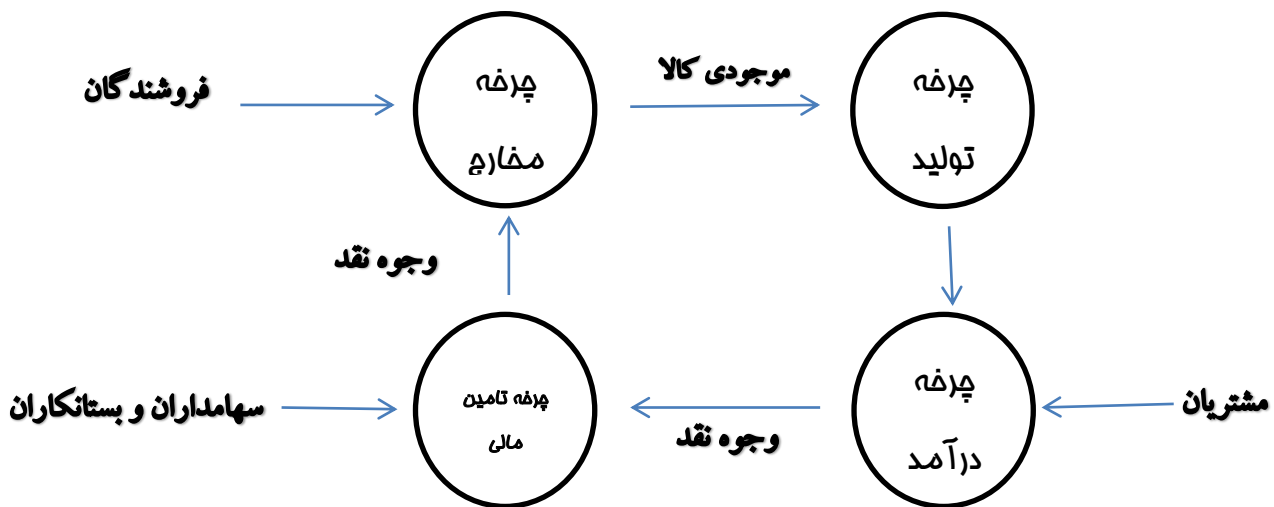 فروشندگان
چرخه
مخارج
موجودی کالا
چرخه
تولید
وجوه نقد
سهامداران و بستانکاران
چرخه تامین
مالی
وجوه نقد
چرخه
درآمد
مشتریان